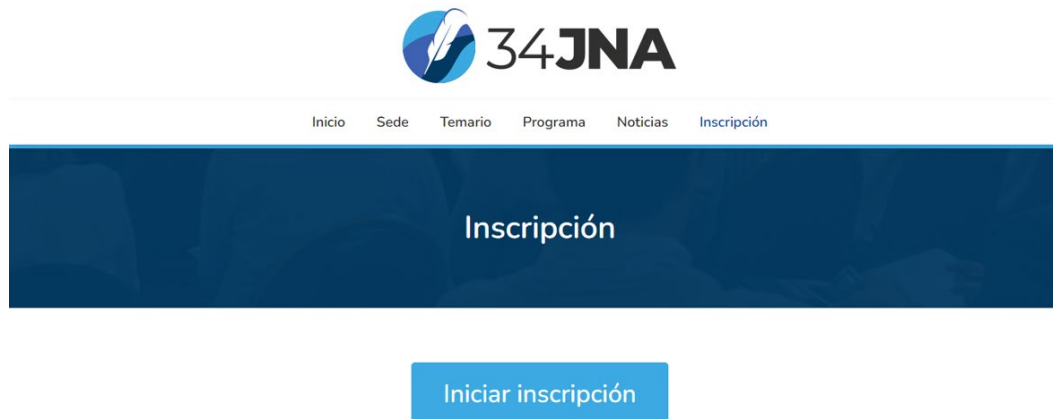 34JNA
Inicio Sede Temario Programa Noticias Inscripción
Inscripción
Iniciar inscripción